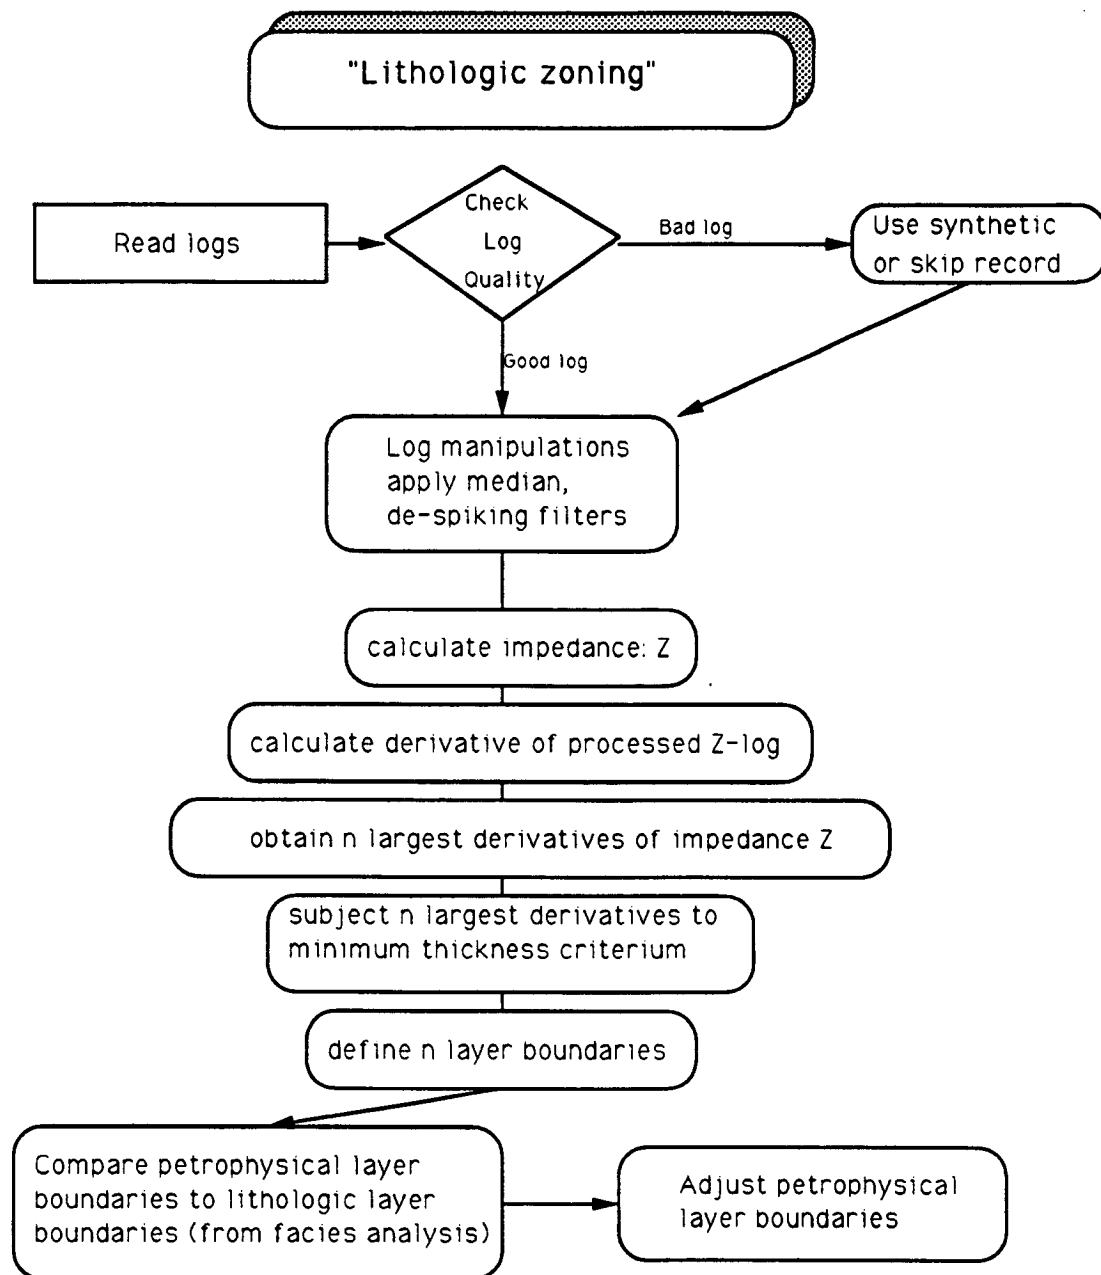 "Lithologic zoning"
Read logs
Check
Log
Quality
Bad log
Use synthetic
or skip record
Good log
Log manipulations
apply median,
de-spiking filters
calculate impedance: Z
calculate derivative of processed Z-log
obtain n largest derivatives of impedance Z
subject n largest derivatives to
minimum thickness criterium
define n layer boundaries
Compare petrophysical layer
boundaries to lithologic layer
boundaries (from facies analysis)
Adjust petrophysical
layer boundaries